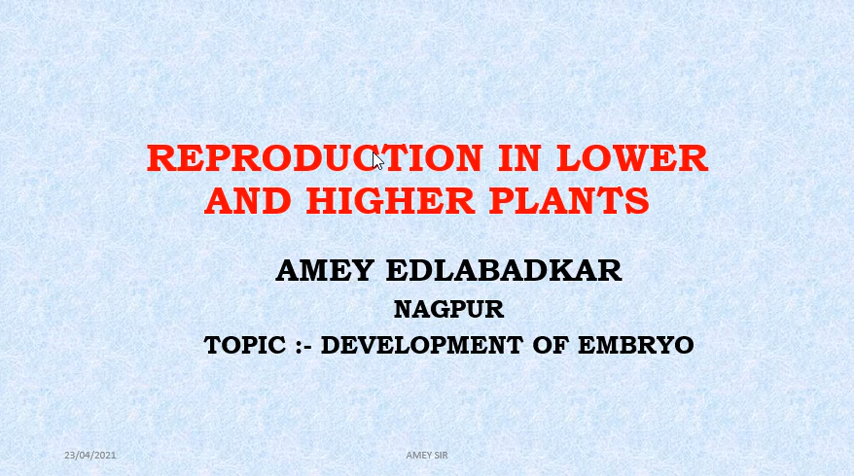 REPRODUCTION IN LOWER
AND HIGHER PLANTS
AMEY EDLABADKAR
NAGPUR
TOPIC :- DEVELOPMENT OF EMBRYO
23/04/2021
AMEY SIR